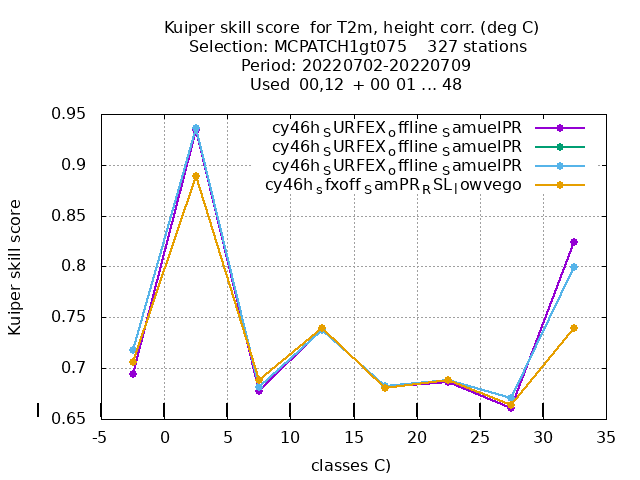 Kuiper skill score  for T2m, height corr. (deg C)
Selection: MCPATCH1gt075    327 stations
Period: 20220702-20220709
Used  00,12  + 00 01 ... 48
cy46h_SURFEX_offline_SamuelPR
cy46h_SURFEX_offline_SamuelPR
cy46h_SURFEX_offline_SamuelPR
cy46h_sfxoff_SamPR_RSL_lowvego
Kuiper skill score
0.95
0.9
0.85
0.8
0.75
0.7
0.65
-5 0 5 10 15 20 25 30 35
classes C)